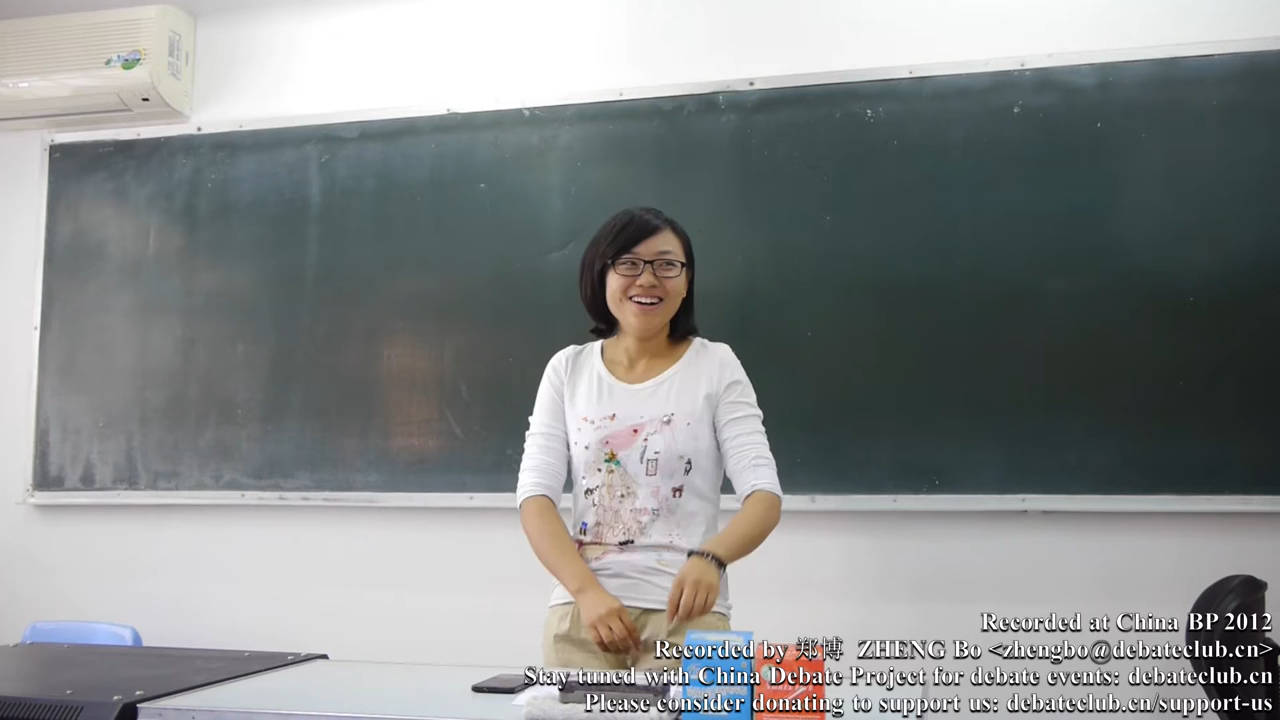 Recorded at China BP 2012
Recorded by 郑博 ZHENG Bo <zhengbo@debateclub.cn>
Stay tuned with China Debate Project for debate events: debateclub.cn
Please consider donating to support us: debateclub.cn/support-us